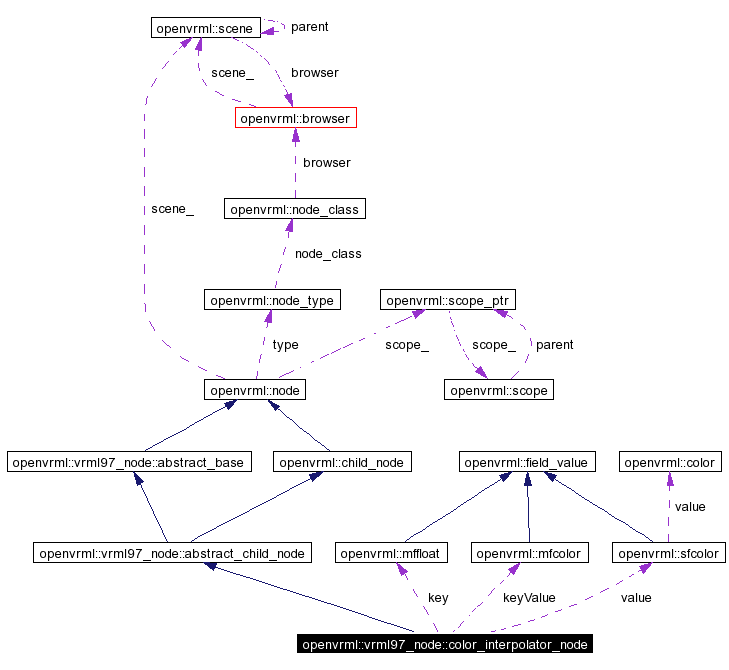 openvrml::scene
parent
scene_
browser
openvrml::browser
browser
openvrml::node_class
scene_
node_class
openvrml::node_type
openvrml::scope_ptr
type
scope_
scope_
parent
openvrml::node
openvrml::scope
openvrml::vrml97_node::abstract_base
openvrml::child_node
openvrml::field_value
openvrml::color
value
openvrml::vrml97_node::abstract_child_node
openvrml::mffloat
openvrml::mfcolor
openvrml::sfcolor
key
keyValue
value
openvrml::vrml97_node::color_interpolator_node